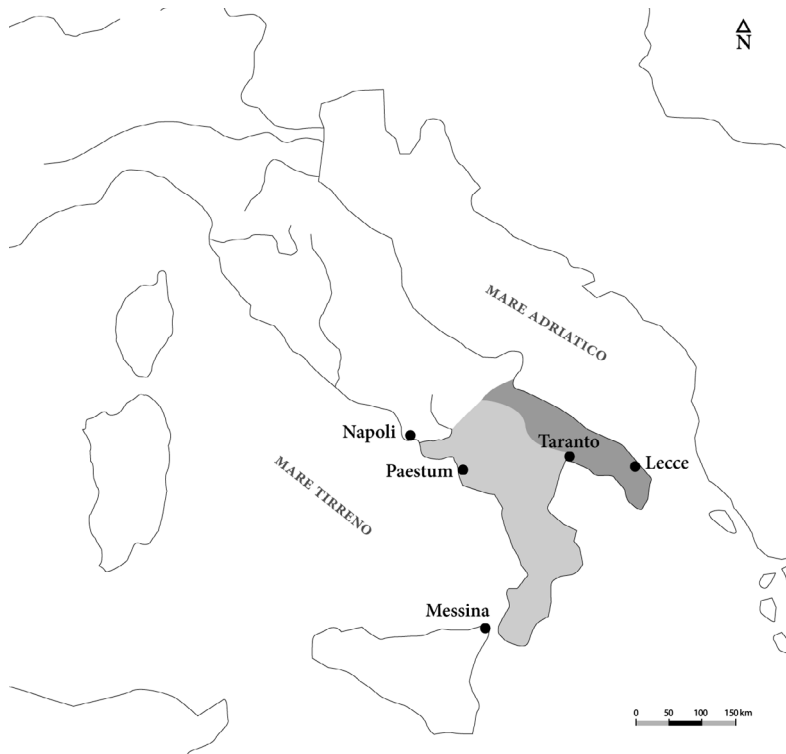 N
MARE ADRIATICO
Napoli
Taranto
Lecce
Paestum
MARE TIRRENO
Messina
0 50 100 150 km